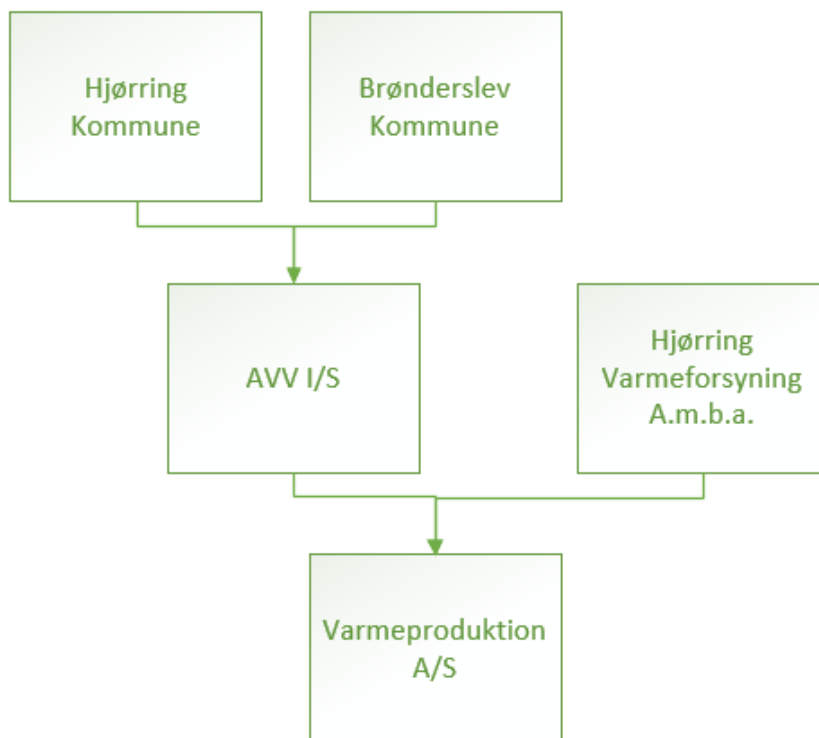 Hjørring
Kommune
Brønderslev
Kommune
AVV I/S
Hjørring
Varmeforsyning
A.m.b.a.
Varmeproduktion
A/S